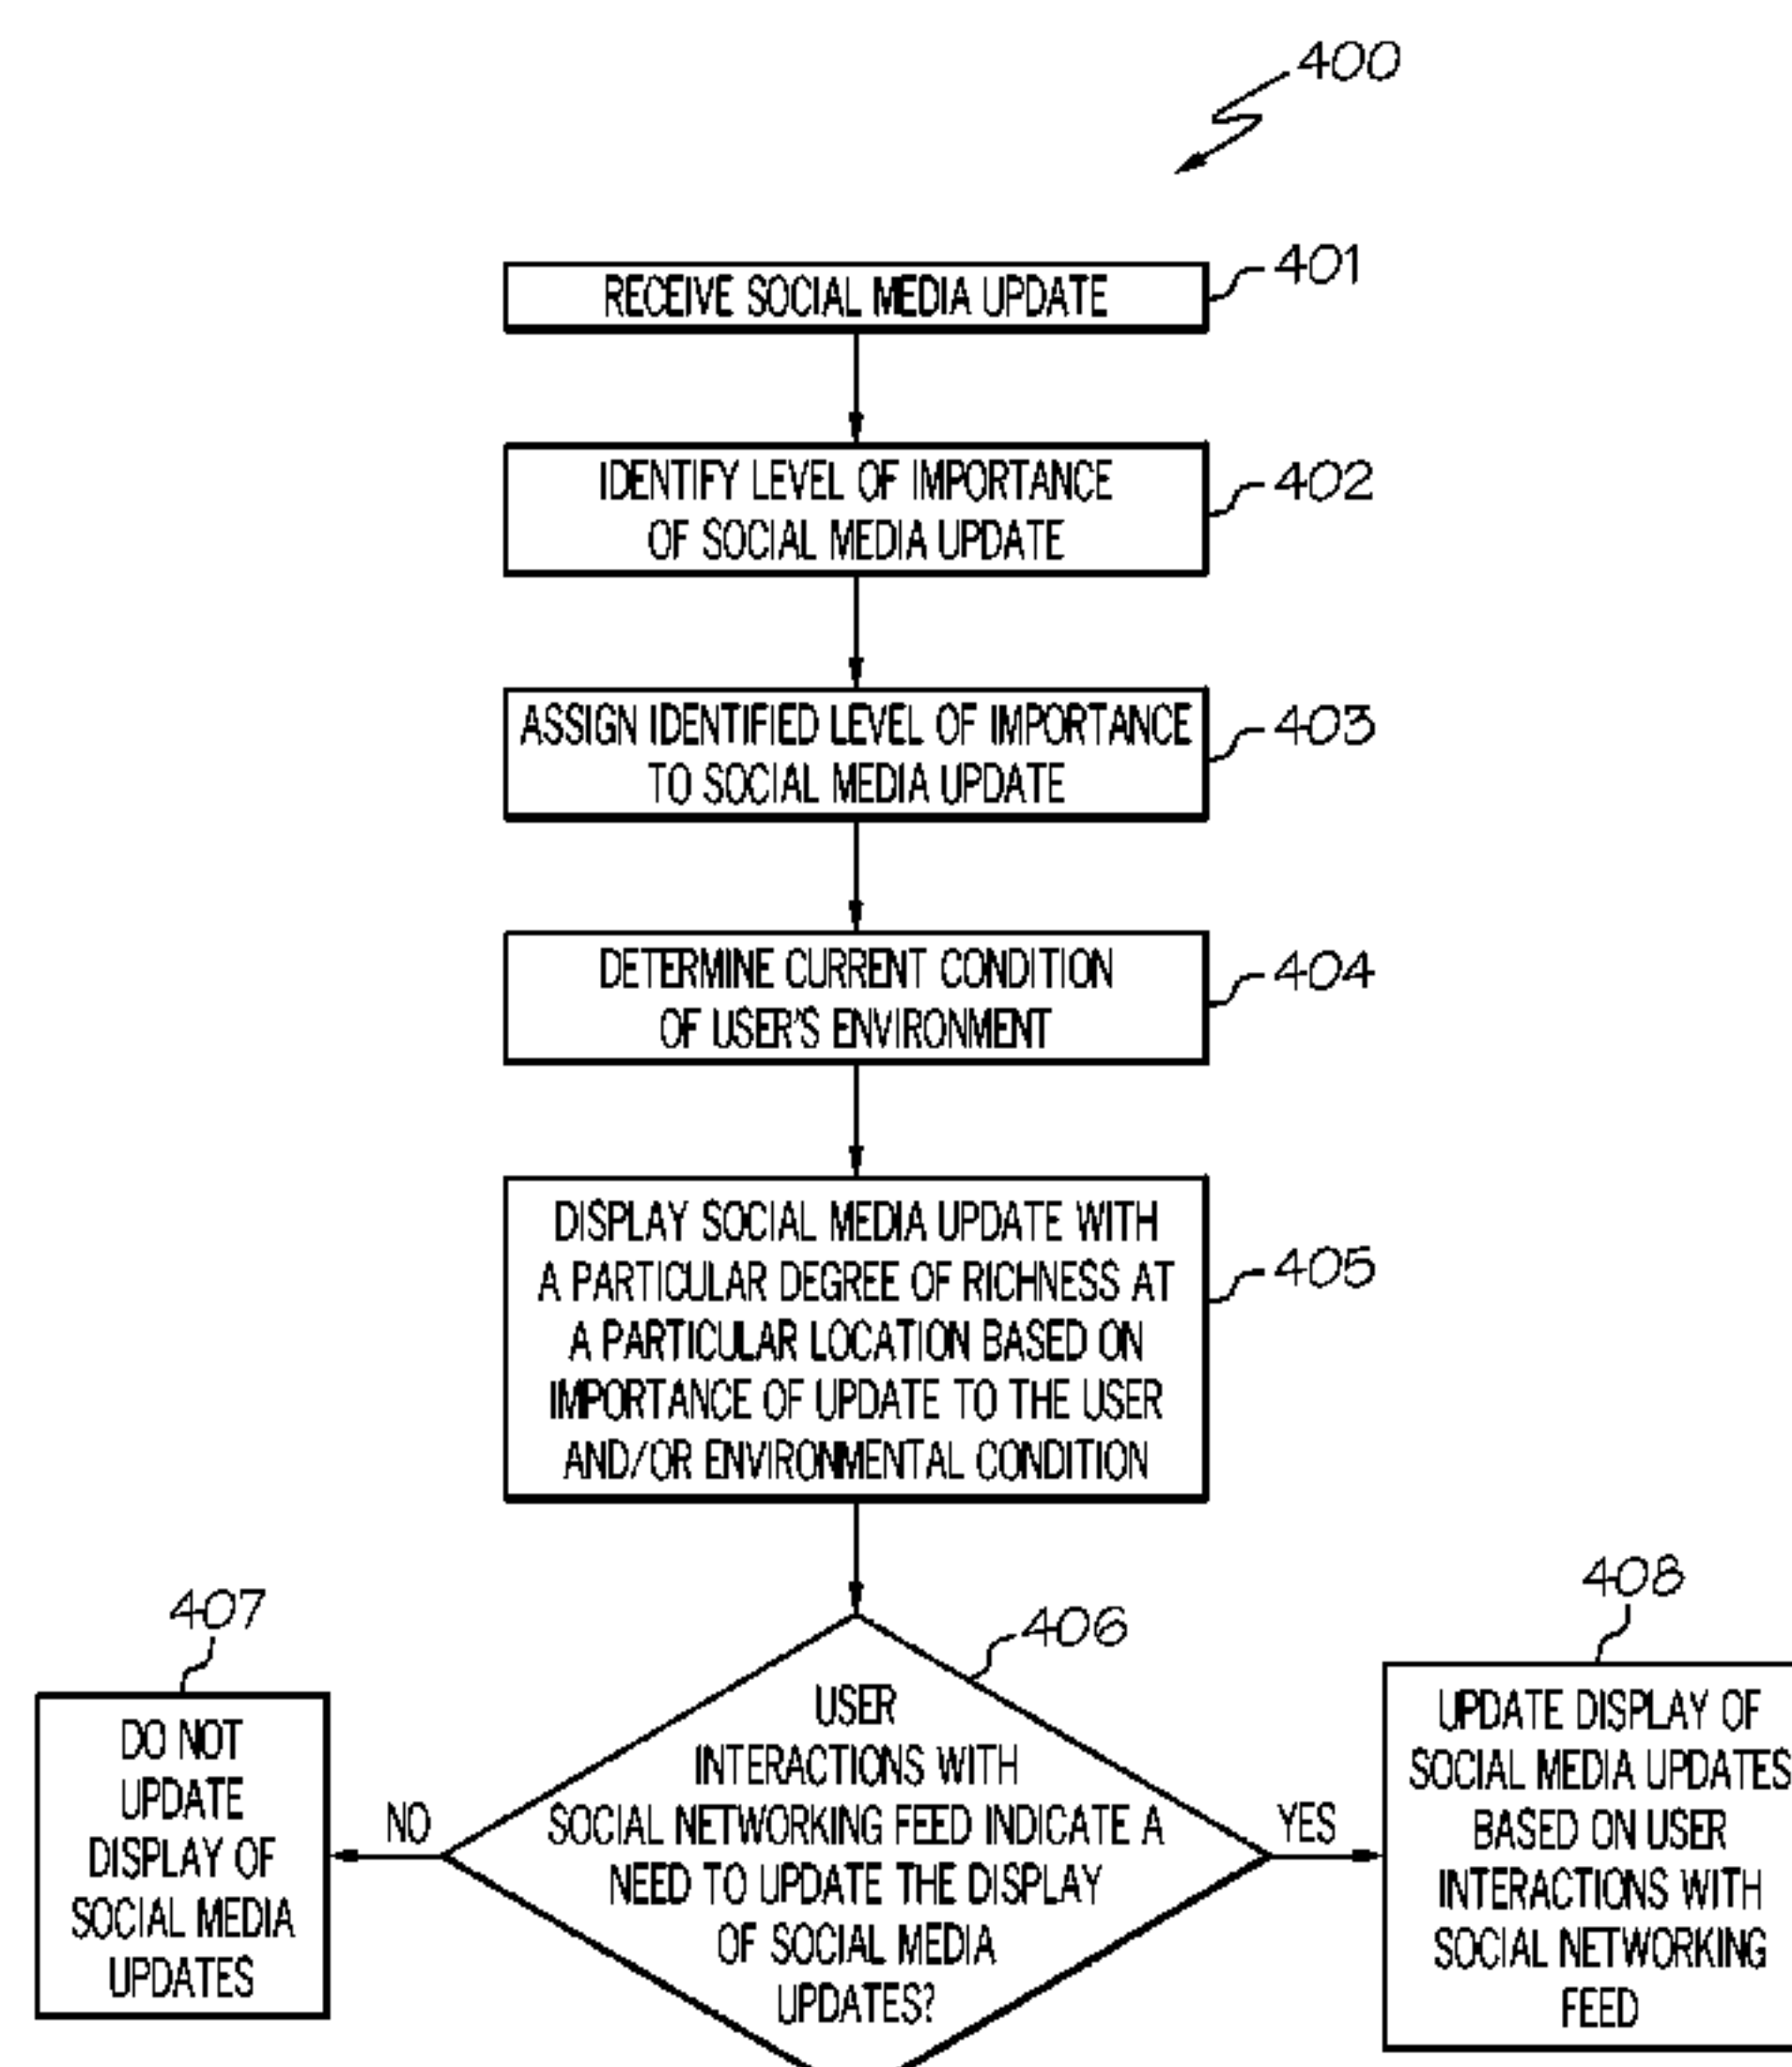 400
RECEIVE SOCIAL MEDIA UPDATE
401
IDENTIFY LEVEL OF IMPORTANCE
OF SOCIAL MEDIA UPDATE
402
ASSIGN IDENTIFIED LEVEL OF IMPORTANCE
TO SOCIAL MEDIA UPDATE
403
DETERMINE CURRENT CONDITION
OF USER'S ENVIRONMENT
404
DISPLAY SOCIAL MEDIA UPDATE WITH
A PARTICULAR DEGREE OF RICHNESS AT
A PARTICULAR LOCATION BASED ON
IMPORTANCE OF UPDATE TO THE USER
AND/OR ENVIRONMENTAL CONDITION
405
406
USER
INTERACTIONS WITH
SOCIAL NETWORKING FEED INDICATE A
NEED TO UPDATE THE DISPLAY
OF SOCIAL MEDIA
UPDATES?
NO
407
DO NOT
UPDATE
DISPLAY OF
SOCIAL MEDIA
UPDATES
YES
408
UPDATE DISPLAY OF
SOCIAL MEDIA UPDATES
BASED ON USER
INTERACTIONS WITH
SOCIAL NETWORKING
FEED